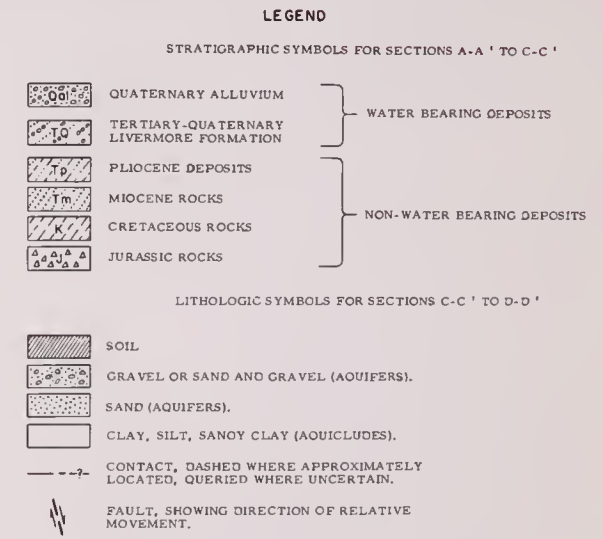 LEGEND
STRATIGRAPHIC SYMBOLS FOR SECTIONS A-A ' TO C-C '
Qal QUATERNARY ALLUVIUM
WATER BEARING DEPOSITS
TQ TERTIARY-QUATERNARY
LIVERMORE FORMATION
Tp PLIOCENE DEPOSITS
Tm MIOCENE ROCKS
NON-WATER BEARING DEPOSITS
K CRETACEOUS ROCKS
J JURASSIC ROCKS
LITHOLOGIC SYMBOLS FOR SECTIONS C-C ' TO D-D '
SOIL
GRAVEL OR SAND AND GRAVEL (AQUIFERS).
SAND (AQUIFERS).
CLAY, SILT, SANDY CLAY (AQUICLUDES).
? CONTACT, DASHED WHERE APPROXIMATELY
LOCATED, QUERIED WHERE UNCERTAIN.
FAULT, SHOWING DIRECTION OF RELATIVE
MOVEMENT.